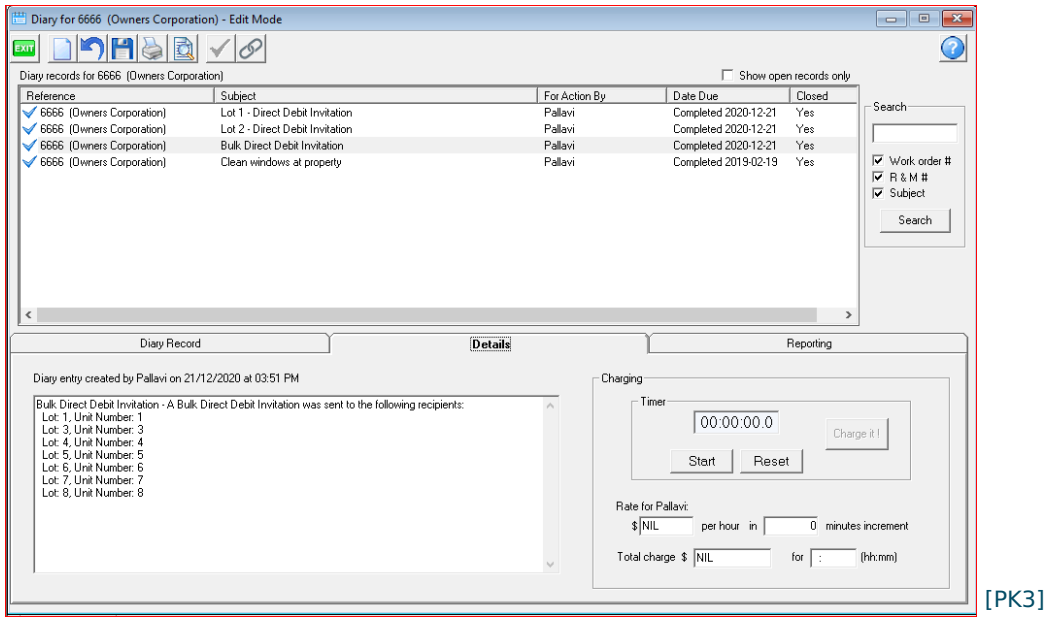 Diary for 6666 (Owners Corporation) - Edit Mode
EXIT
?
Diary records for 6666 (Owners Corporation)
Show open records only
Reference Subject For Action By Date Due Closed
6666 (Owners Corporation) Lot 1 - Direct Debit Invitation Pallavi Completed 2020-12-21 Yes
6666 (Owners Corporation) Lot 2 - Direct Debit Invitation Pallavi Completed 2020-12-21 Yes
6666 (Owners Corporation) Bulk Direct Debit Invitation Pallavi Completed 2020-12-21 Yes
6666 (Owners Corporation) Clean windows at property Pallavi Completed 2019-02-19 Yes
Search
Work order #
R & M #
Subject
Search
Diary Record Details Reporting
Diary entry created by Pallavi on 21/12/2020 at 03:51 PM
Bulk Direct Debit Invitation - A Bulk Direct Debit Invitation was sent to the following recipients:
Lot: 1, Unit Number: 1
Lot: 3, Unit Number: 3
Lot: 4, Unit Number: 4
Lot: 5, Unit Number: 5
Lot: 6, Unit Number: 6
Lot: 7, Unit Number: 7
Lot: 8, Unit Number: 8
Charging
Timer
00:00:00.0
Charge it !
Start Reset
Rate for Pallavi:
$ NIL per hour in 0 minutes increment
Total charge $ NIL for : (hh:mm)
[PK3]